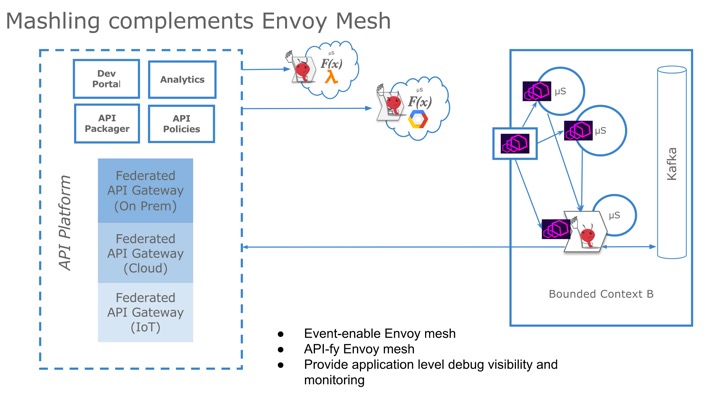 Mashling complements Envoy Mesh
Dev
Portal
Analytics
API
Packager
API
Policies
API Platform
Federated
API Gateway
(On Prem)
Federated
API Gateway
(Cloud)
Federated
API Gateway
(IoT)
µS
F(x)
λ
µS
F(x)
µS
µS
µS
Kafka
Bounded Context B
● Event-enable Envoy mesh
● API-fy Envoy mesh
● Provide application level debug visibility and
monitoring